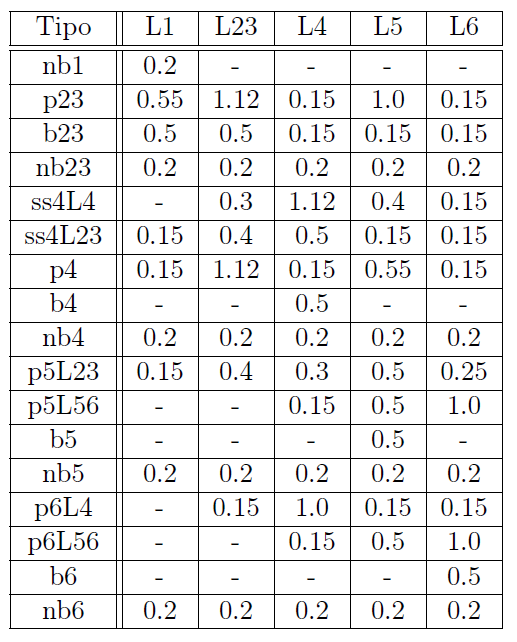 Tipo L1 L23 L4 L5 L6
nb1 0.2 - - - -
p23 0.55 1.12 0.15 1.0 0.15
b23 0.5 0.5 0.15 0.15 0.15
nb23 0.2 0.2 0.2 0.2 0.2
ss4L4 - 0.3 1.12 0.4 0.15
ss4L23 0.15 0.4 0.5 0.15 0.15
p4 0.15 1.12 0.15 0.55 0.15
b4 - - 0.5 - -
nb4 0.2 0.2 0.2 0.2 0.2
p5L23 0.15 0.4 0.3 0.5 0.25
p5L56 - - 0.15 0.5 1.0
b5 - - - 0.5 -
nb5 0.2 0.2 0.2 0.2 0.2
p6L4 - 0.15 1.0 0.15 0.15
p6L56 - - 0.15 0.5 1.0
b6 - - - - 0.5
nb6 0.2 0.2 0.2 0.2 0.2